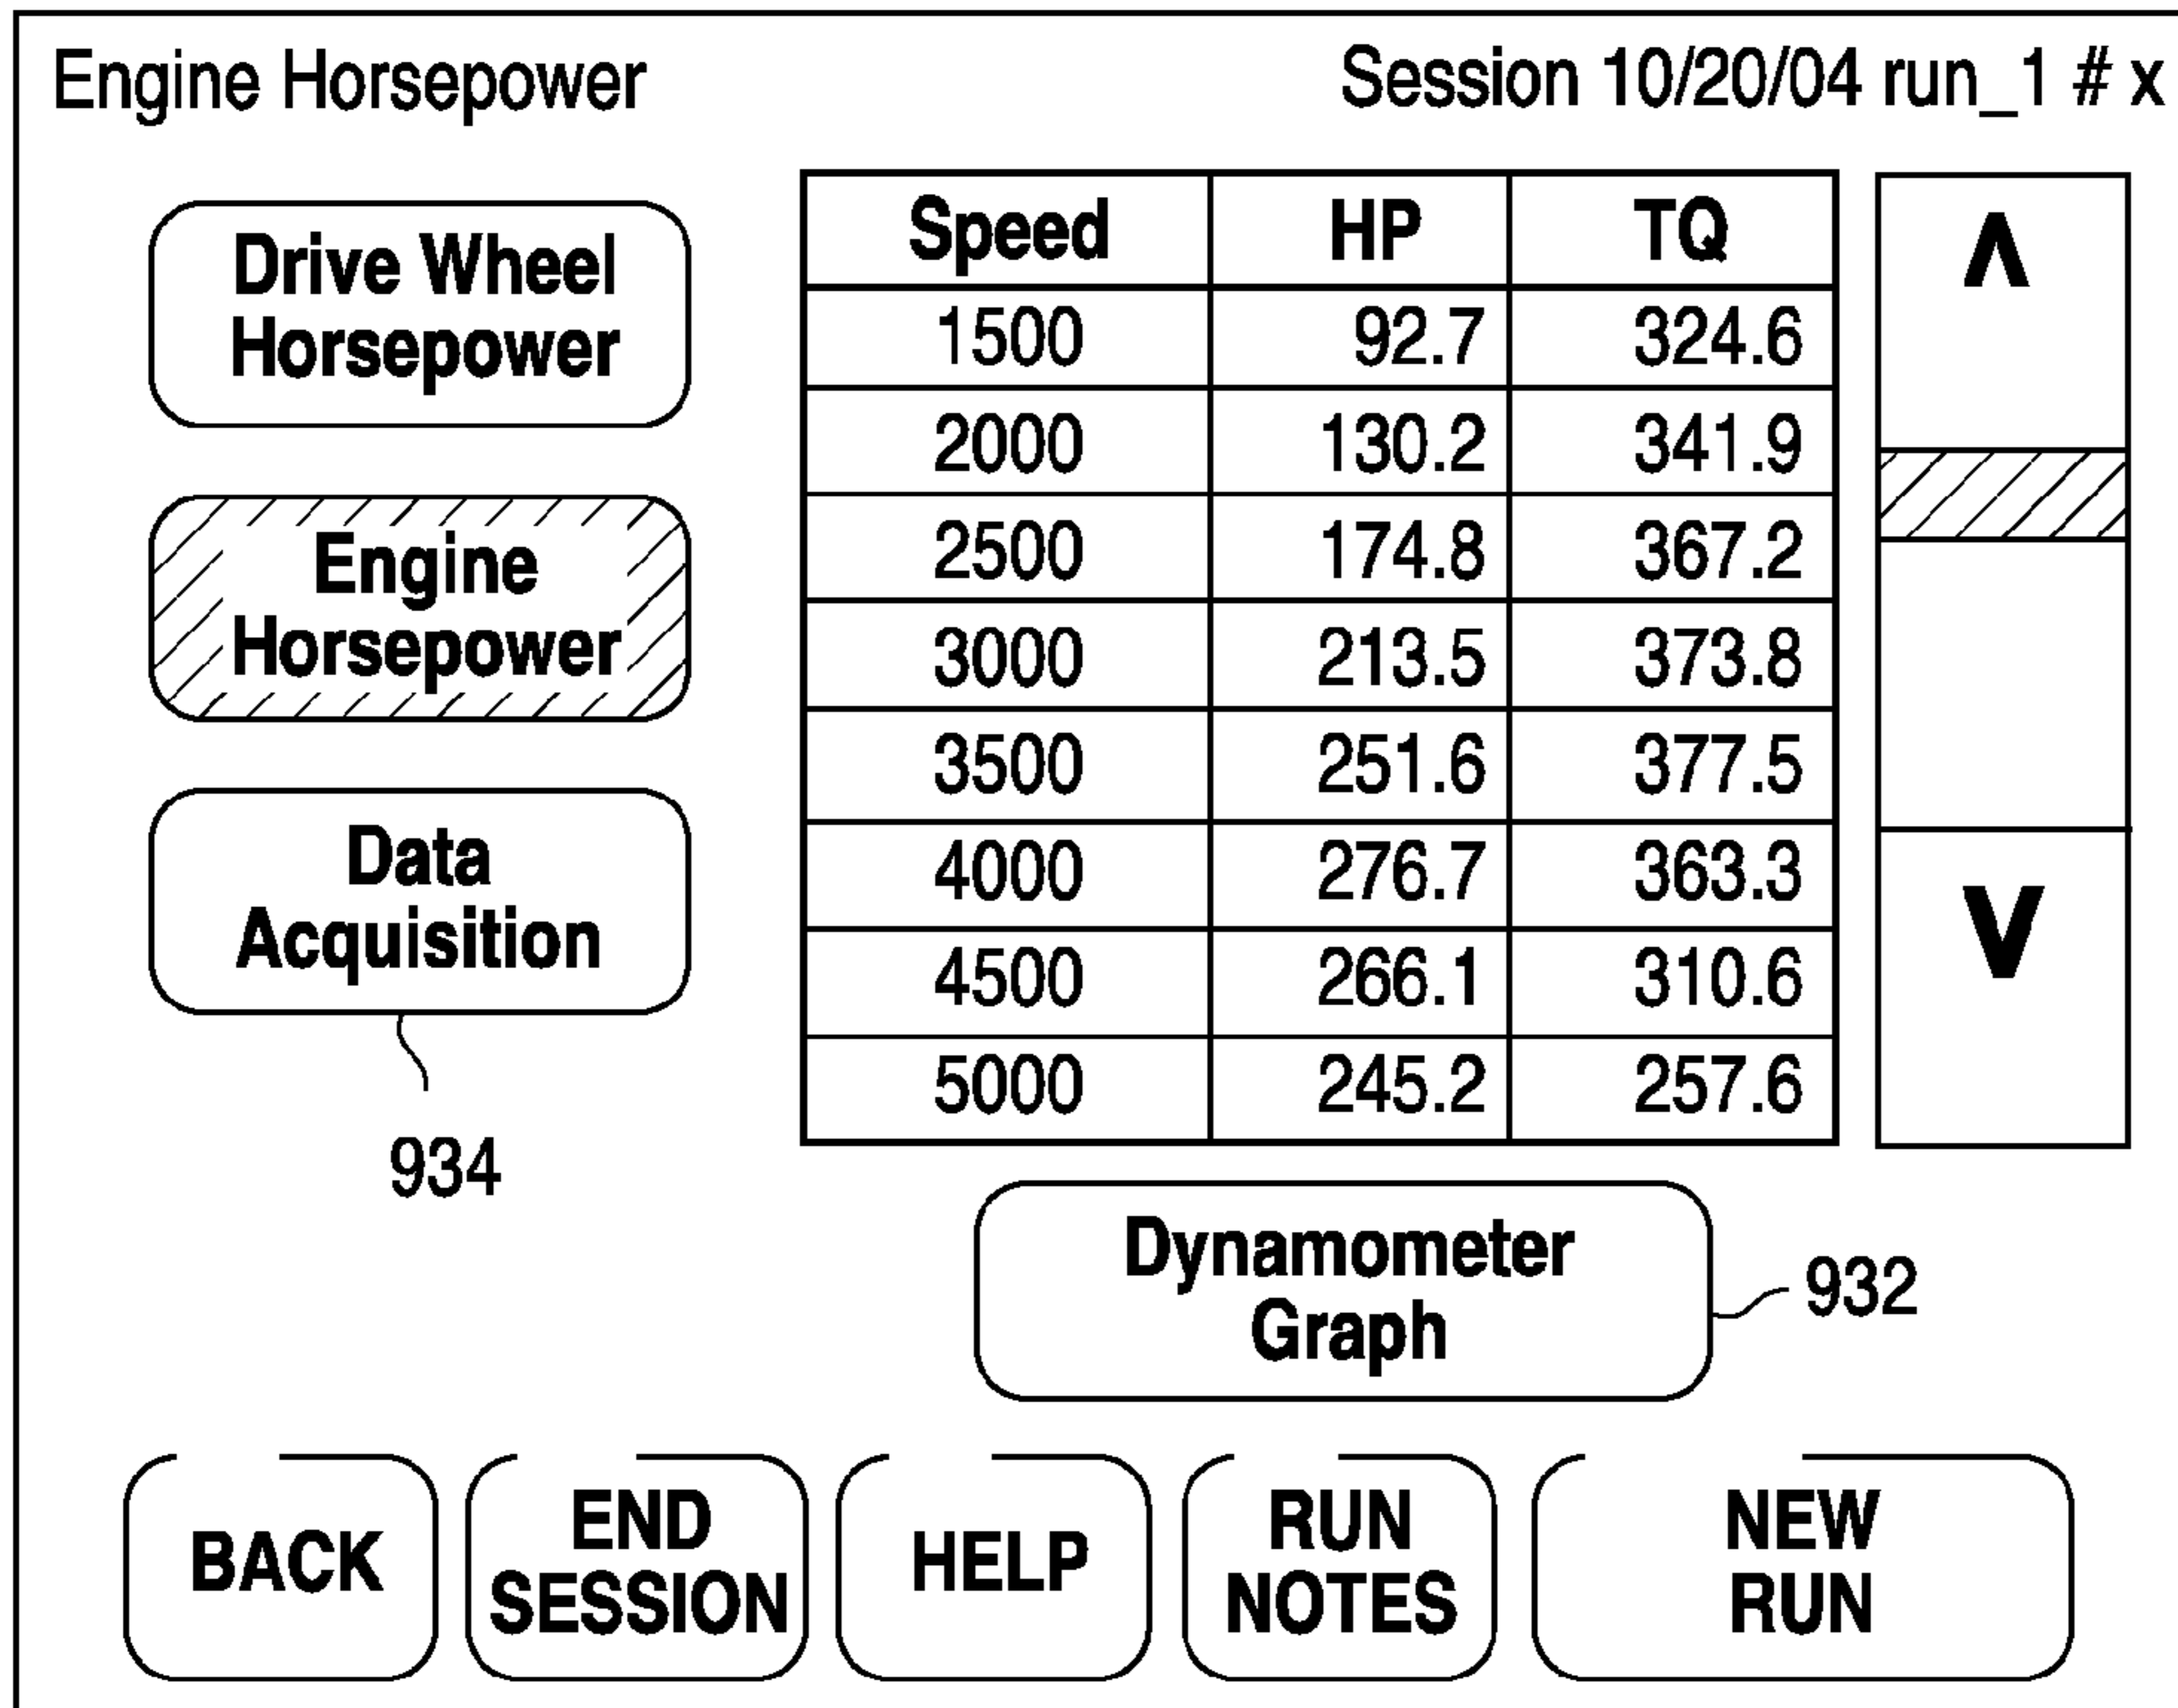 Engine Horsepower
Session 10/20/04 run_1 # x
Drive Wheel
Horsepower
Engine
Horsepower
Data
Acquisition
934
Speed HP TQ
1500 92.7 324.6
2000 130.2 341.9
2500 174.8 367.2
3000 213.5 373.8
3500 251.6 377.5
4000 276.7 363.3
4500 266.1 310.6
5000 245.2 257.6
Λ
V
Dynamometer
Graph
932
BACK
END
SESSION
HELP
RUN
NOTES
NEW
RUN